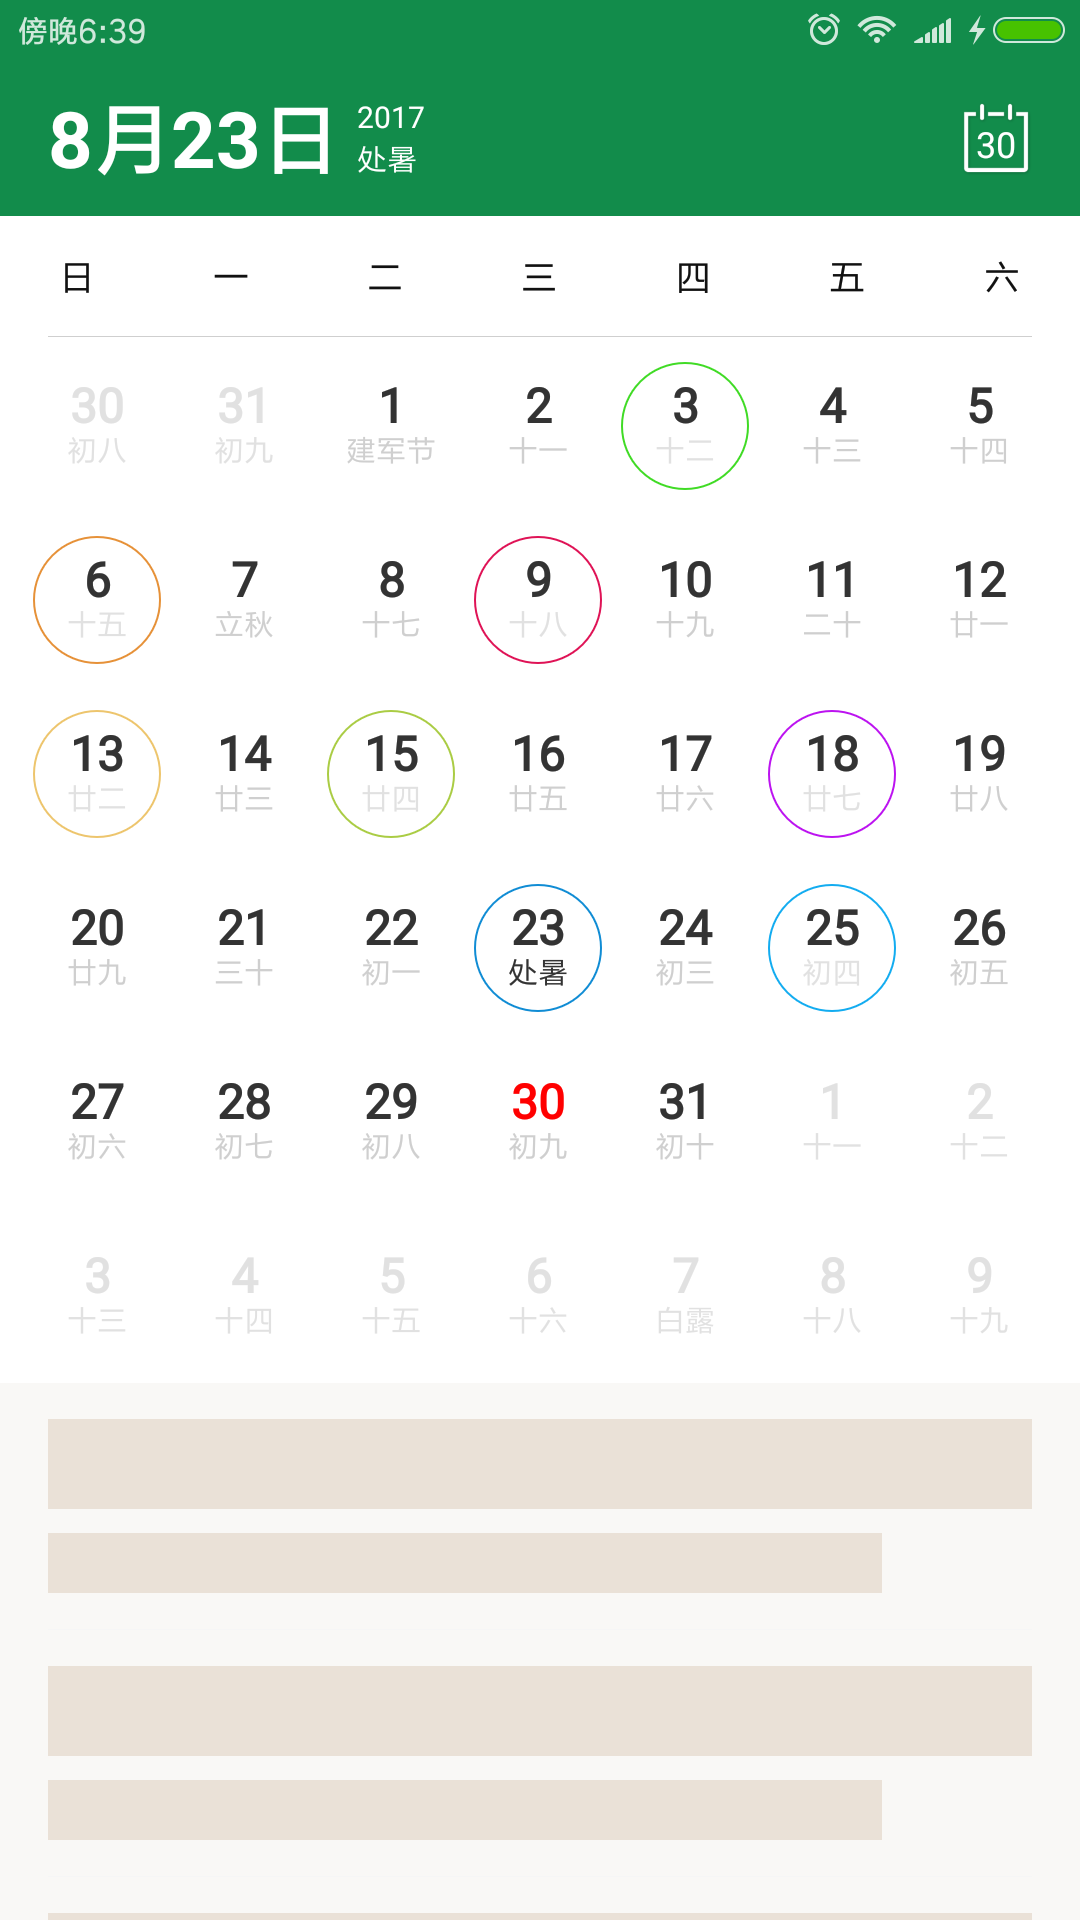 傍晚6:39
8月23日
2017
处暑
30
日 一 二 三 四 五 六
30 31 1 2 3 4 5
初八 初九 建军节 十一 十二 十三 十四
6 7 8 9 10 11 12
十五 立秋 十七 十八 十九 二十 廿一
13 14 15 16 17 18 19
廿二 廿三 廿四 廿五 廿六 廿七 廿八
20 21 22 23 24 25 26
廿九 三十 初一 处暑 初三 初四 初五
27 28 29 30 31 1 2
初六 初七 初八 初九 初十 十一 十二
3 4 5 6 7 8 9
十三 十四 十五 十六 白露 十八 十九